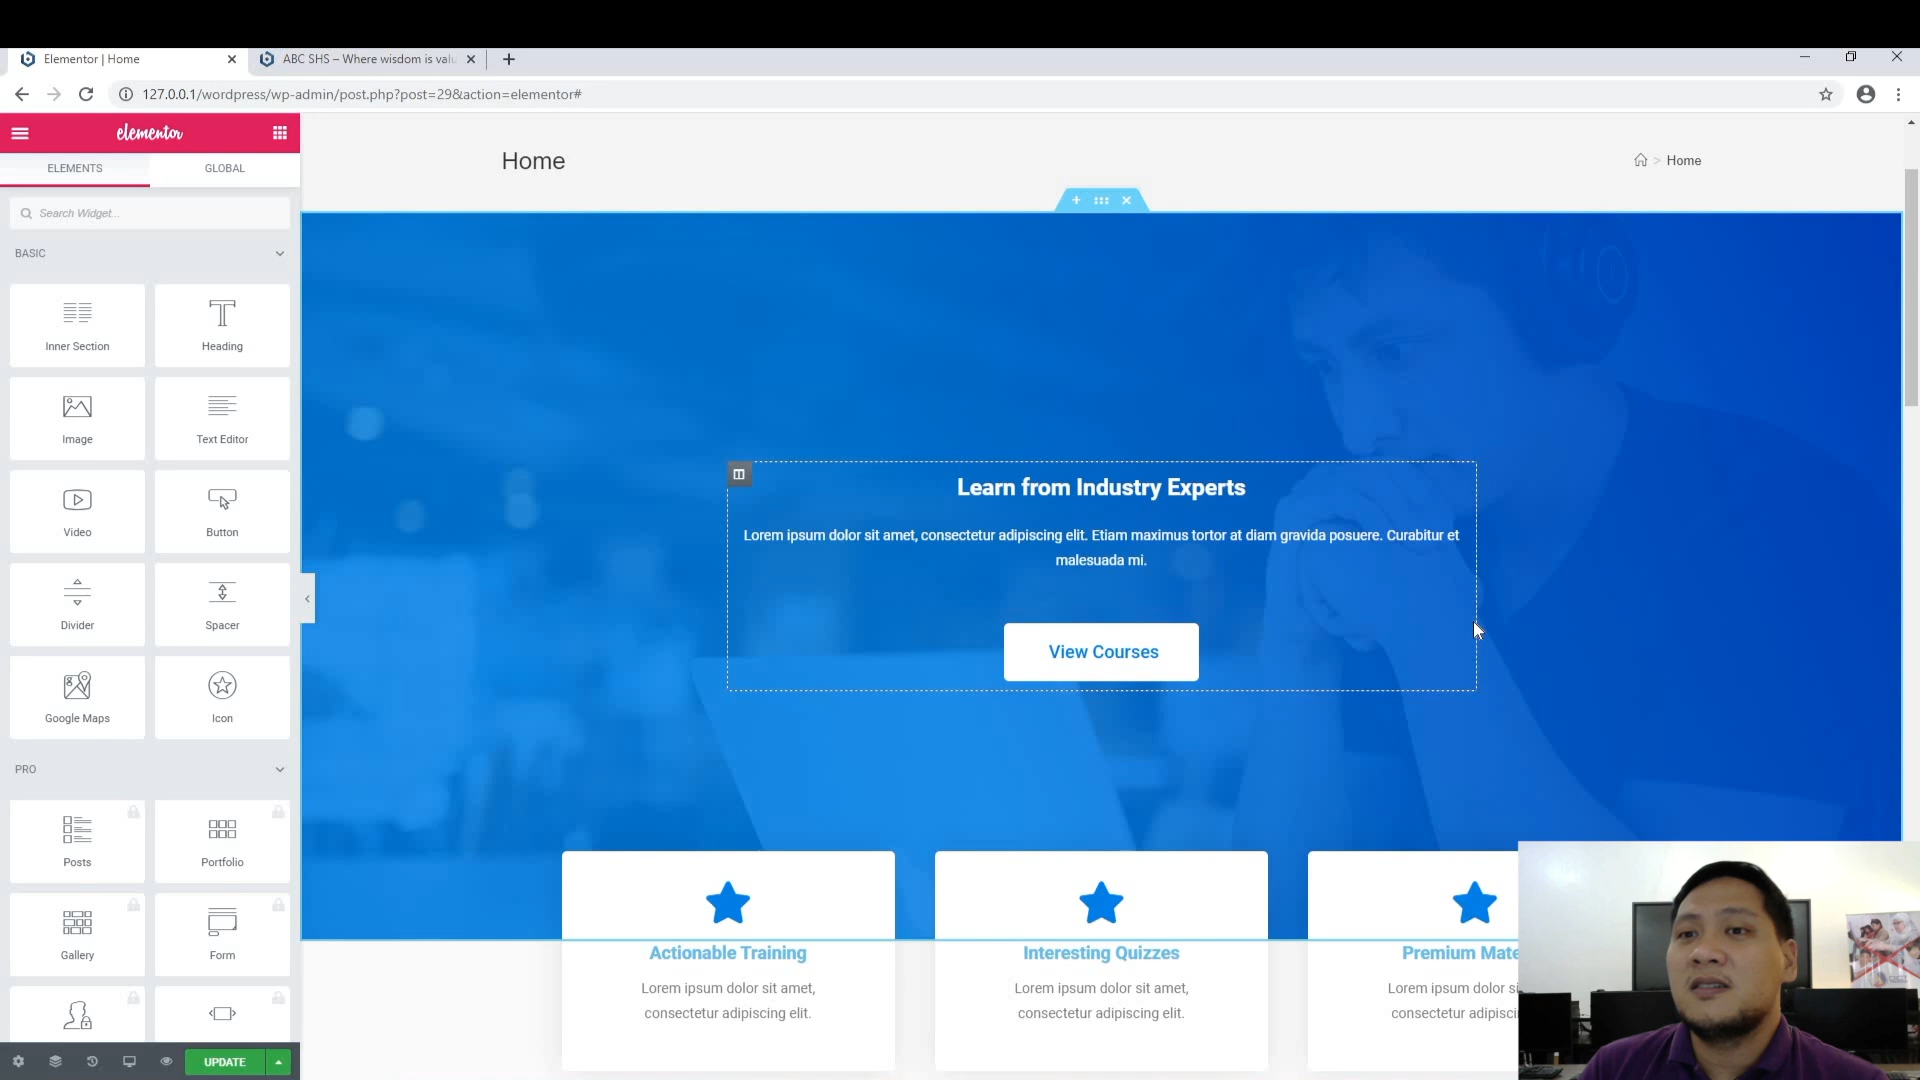 Elementor | Home
ABC SHS – Where wisdom is valu
127.0.0.1/wordpress/wp-admin/post.php?post=29&action=elementor#
elementor
ELEMENTS
GLOBAL
Search Widget...
BASIC
Inner Section
Heading
Image
Text Editor
Video
Button
Divider
Spacer
Google Maps
Icon
PRO
Posts
Portfolio
Gallery
Form
UPDATE
Home
> Home
Learn from Industry Experts
Lorem ipsum dolor sit amet, consectetur adipiscing elit. Etiam maximus tortor at diam gravida posuere. Curabitur et
malesuada mi.
View Courses
Actionable Training
Lorem ipsum dolor sit amet,
consectetur adipiscing elit.
Interesting Quizzes
Lorem ipsum dolor sit amet,
consectetur adipiscing elit.
Premium Mate
Lorem ipsum dolor si
consectetur adipisci